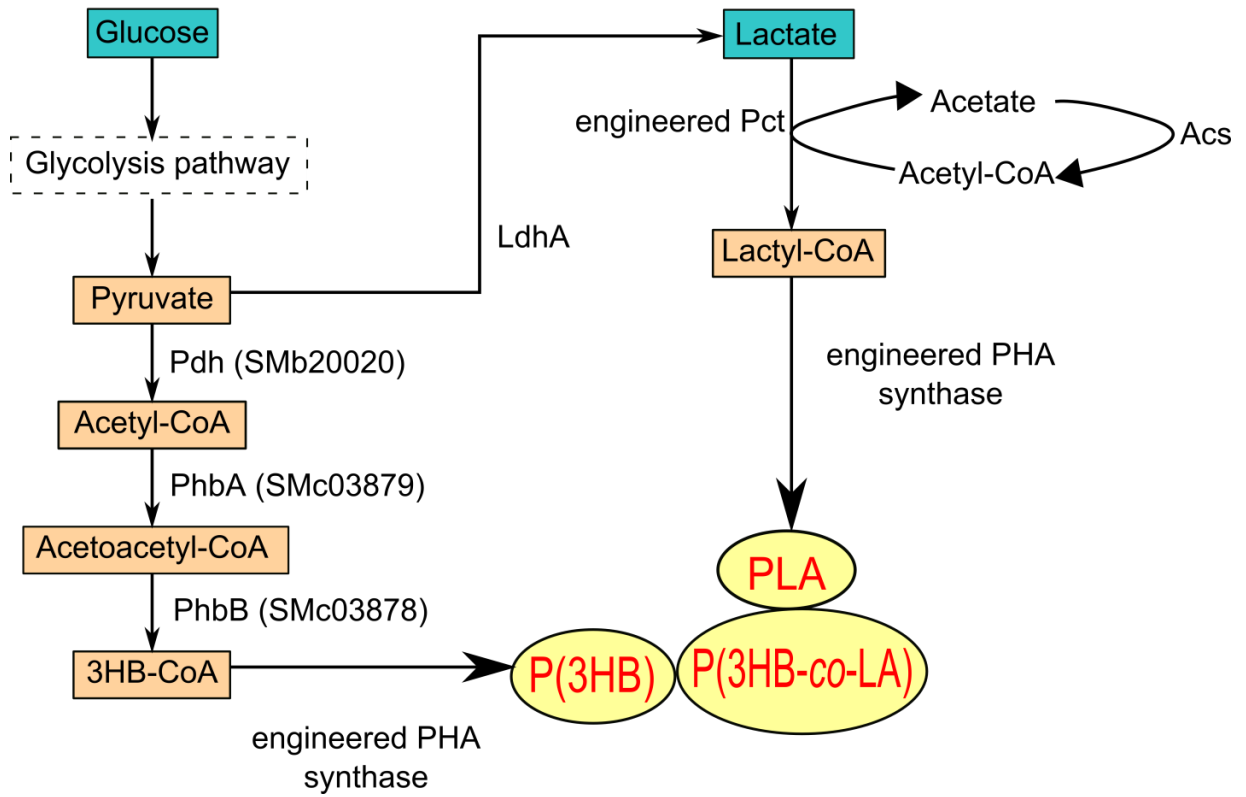 Glucose
Lactate
Acetate
engineered Pct
Acs
Glycolysis pathway
Acetyl-CoA
LdhA
Lactyl-CoA
Pyruvate
Pdh (SMb20020)
engineered PHA
synthase
Acetyl-CoA
PhbA (SMc03879)
Acetoacetyl-CoA
PLA
PhbB (SMc03878)
3HB-CoA
P(3HB)
P(3HB-co-LA)
engineered PHA
synthase